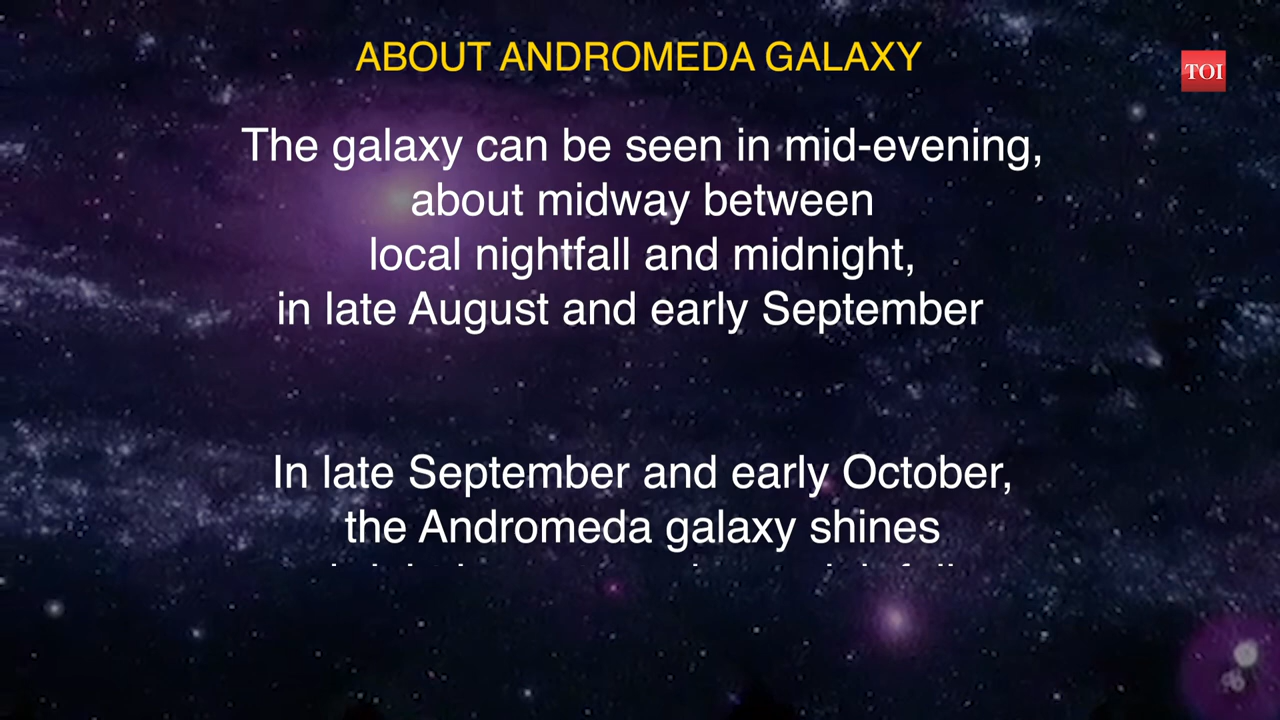 ABOUT ANDROMEDA GALAXY
TOI
The galaxy can be seen in mid-evening,
about midway between
local nightfall and midnight,
in late August and early September
In late September and early October,
the Andromeda galaxy shines